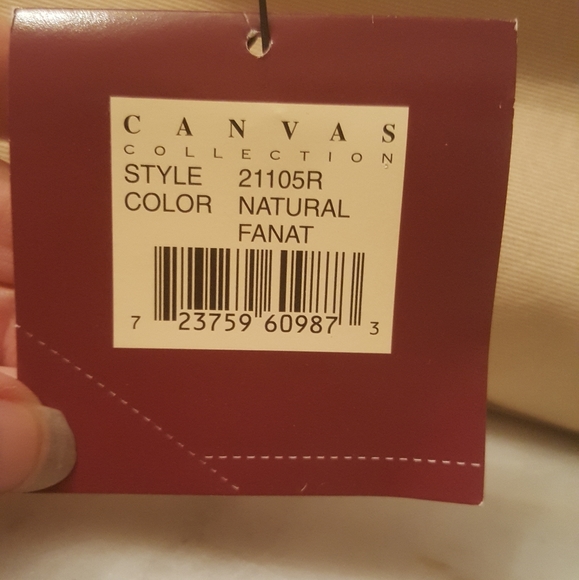 CANVAS
COLLECTION
STYLE 21105R
COLOR NATURAL
FANAT
7 23759 60987 3